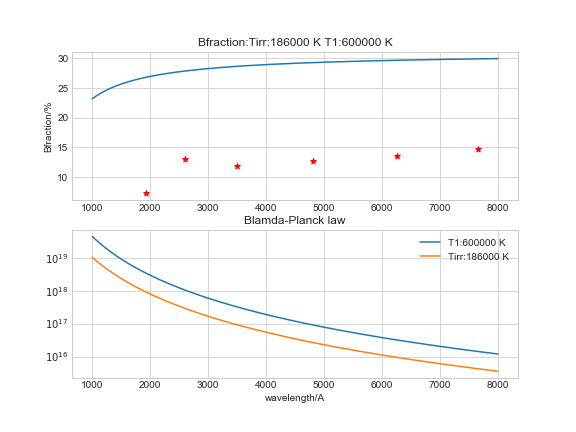 Bfraction:Tirr:186000 K T1:600000 K
Bfraction/%
30
25
20
15
10
1000 2000 3000 4000 5000 6000 7000 8000
Blamda-Planck law
10^19
10^18
10^17
10^16
T1:600000 K
Tirr:186000 K
1000 2000 3000 4000 5000 6000 7000 8000
wavelength/A